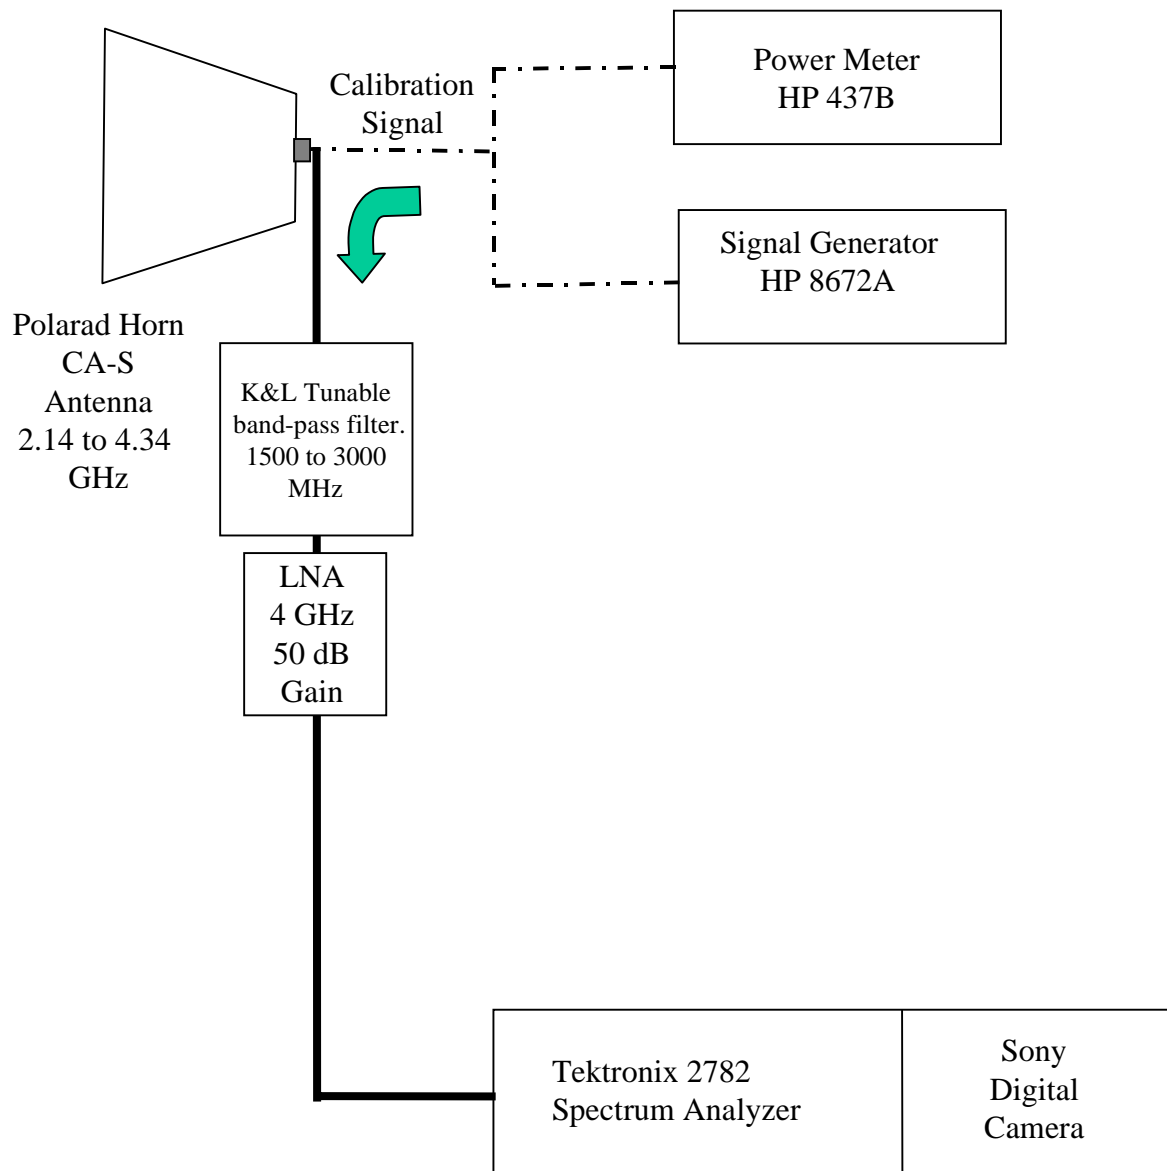 Power Meter
HP 437B
Calibration
Signal
Signal Generator
HP 8672A
Polarad Horn
CA-S
Antenna
2.14 to 4.34
GHz
K&L Tunable
band-pass filter.
1500 to 3000
MHz
LNA
4 GHz
50 dB
Gain
Tektronix 2782
Spectrum Analyzer
Sony
Digital
Camera